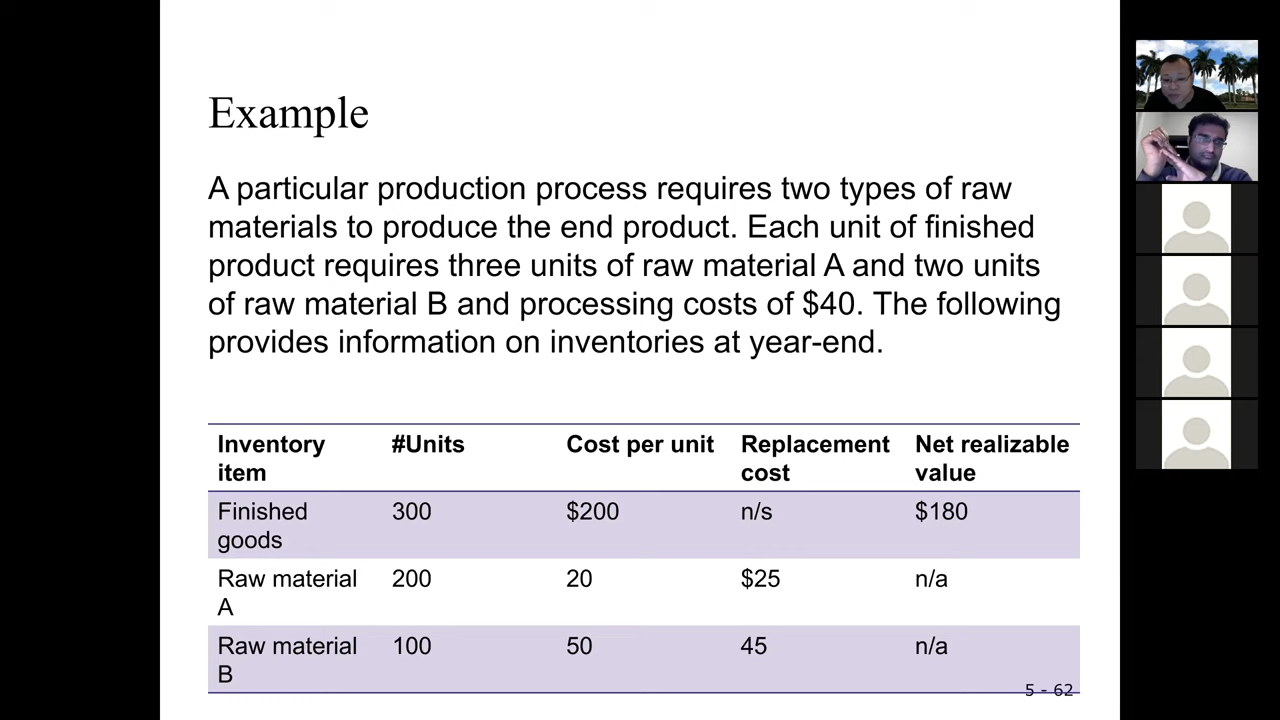 Example
A particular production process requires two types of raw
materials to produce the end product. Each unit of finished
product requires three units of raw material A and two units
of raw material B and processing costs of $40. The following
provides information on inventories at year-end.
Inventory item #Units Cost per unit Replacement cost Net realizable value
Finished goods 300 $200 n/s $180
Raw material A 200 20 $25 n/a
Raw material B 100 50 45 n/a
5 - 62